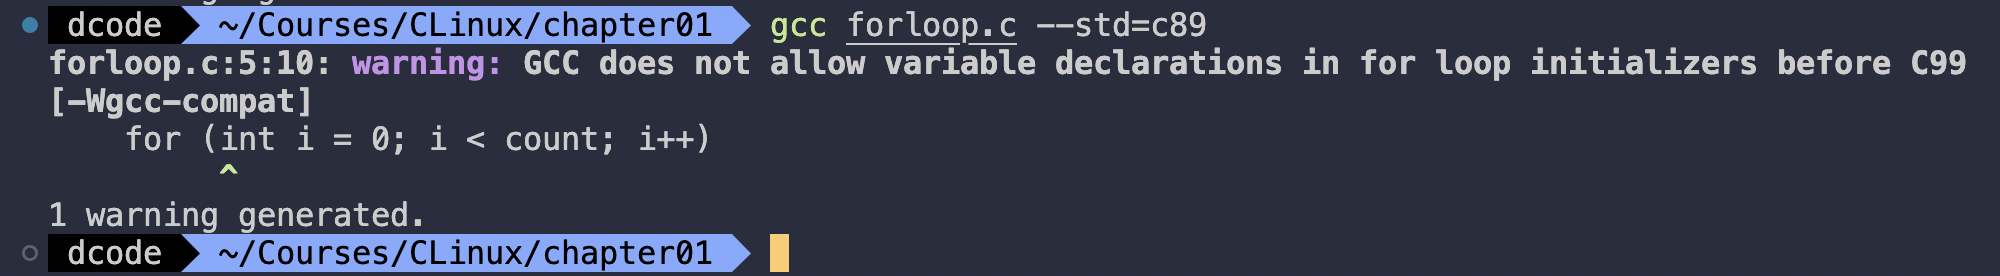 dcode ~/Courses/CLinux/chapter01 gcc forloop.c --std=c89
forloop.c:5:10: warning: GCC does not allow variable declarations in for loop initializers before C99
[-Wgcc-compat]
    for (int i = 0; i < count; i++)
         ^
1 warning generated.
dcode ~/Courses/CLinux/chapter01